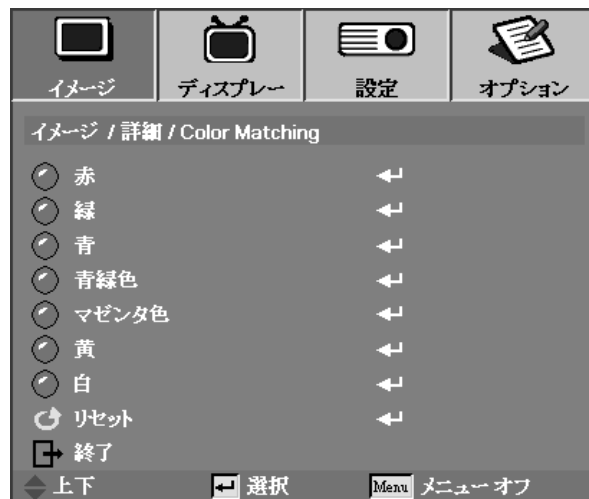 イメージ
ディスプレー
設定
オプション
イメージ / 詳細 / Color Matching
赤
緑
青
青緑色
マゼンタ色
黄
白
リセット
終了
上下
選択
Menu メニューオフ